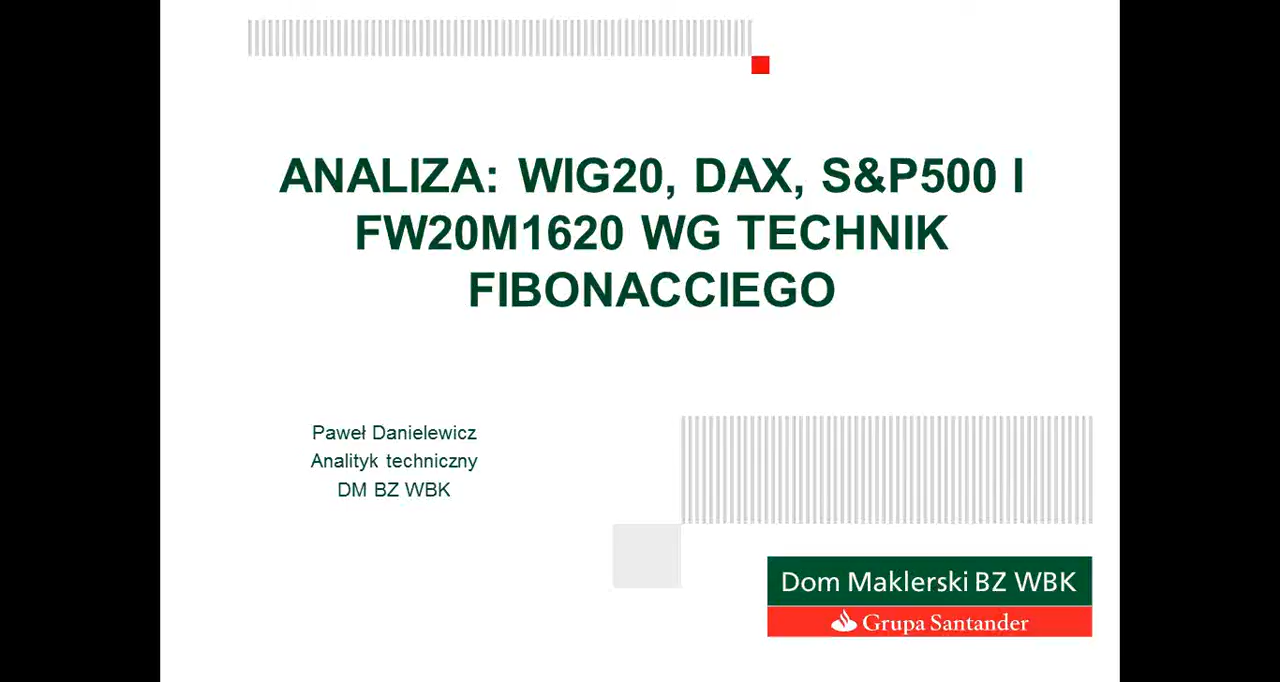 ANALIZA: WIG20, DAX, S&P500 I
FW20M1620 WG TECHNIK
FIBONACCIEGO
Paweł Danielewicz
Analityk techniczny
DM BZ WBK
Dom Maklerski BZ WBK
Grupa Santander